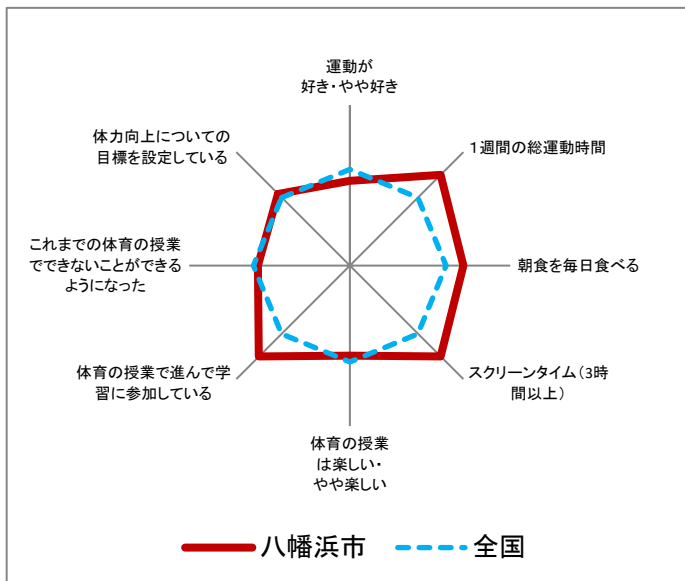 運動が
好き・やや好き
1週間の総運動時間
朝食を毎日食べる
スクリーンタイム(3時
間以上)
体育の授業
は楽しい・
やや楽しい
体育の授業で進んで学
習に参加している
これまでの体育の授業
でできないことができる
ようになった
体力向上についての
目標を設定している
八幡浜市
全国